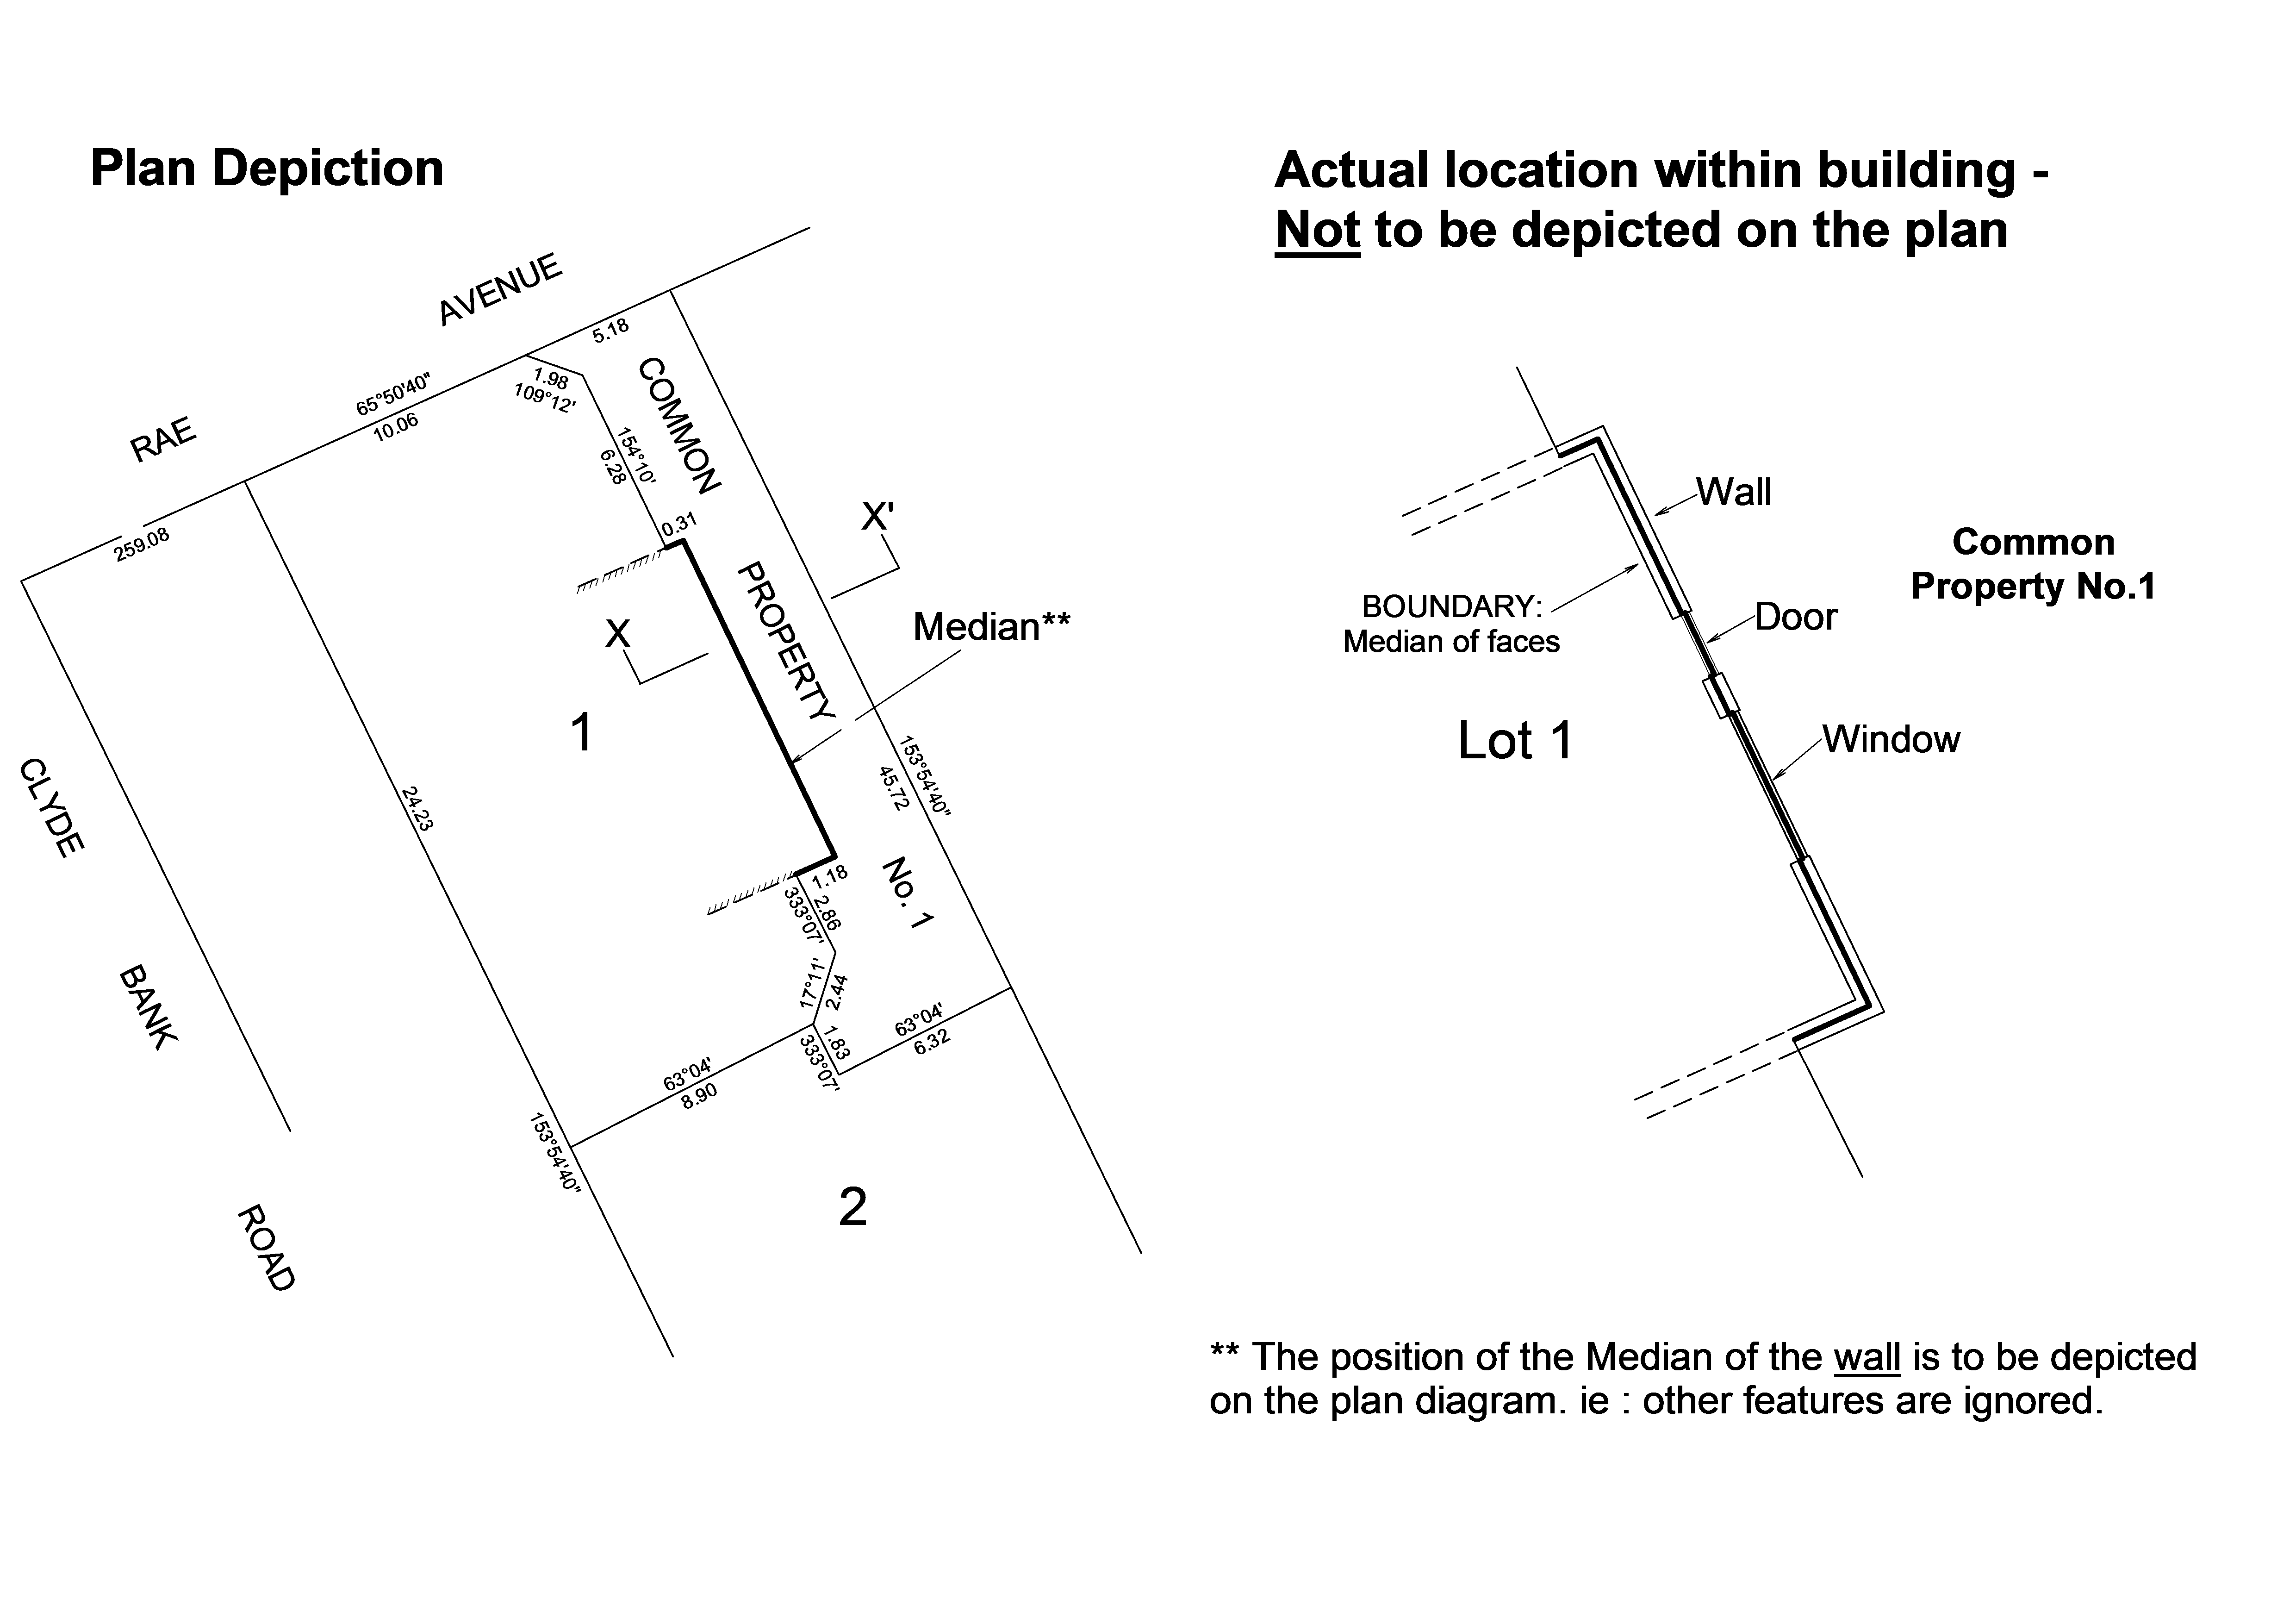 Plan Depiction
RAE AVENUE
5.18
1.98
109°12'
65°50'40"
10.06
259.08
154°10'
6.28
0.31
COMMON PROPERTY No. 1
X
X'
Median**
1
24.23
153°54'40"
45.72
1.18
2.86
333°07'
17°11'
2.44
1.83
333°07'
63°04'
6.32
63°04'
8.90
153°54'40"
2
CLYDE BANK ROAD
Actual location within building -
Not to be depicted on the plan
Wall
Common
Property No.1
BOUNDARY:
Median of faces
Door
Lot 1
Window
** The position of the Median of the wall is to be depicted
on the plan diagram. ie : other features are ignored.